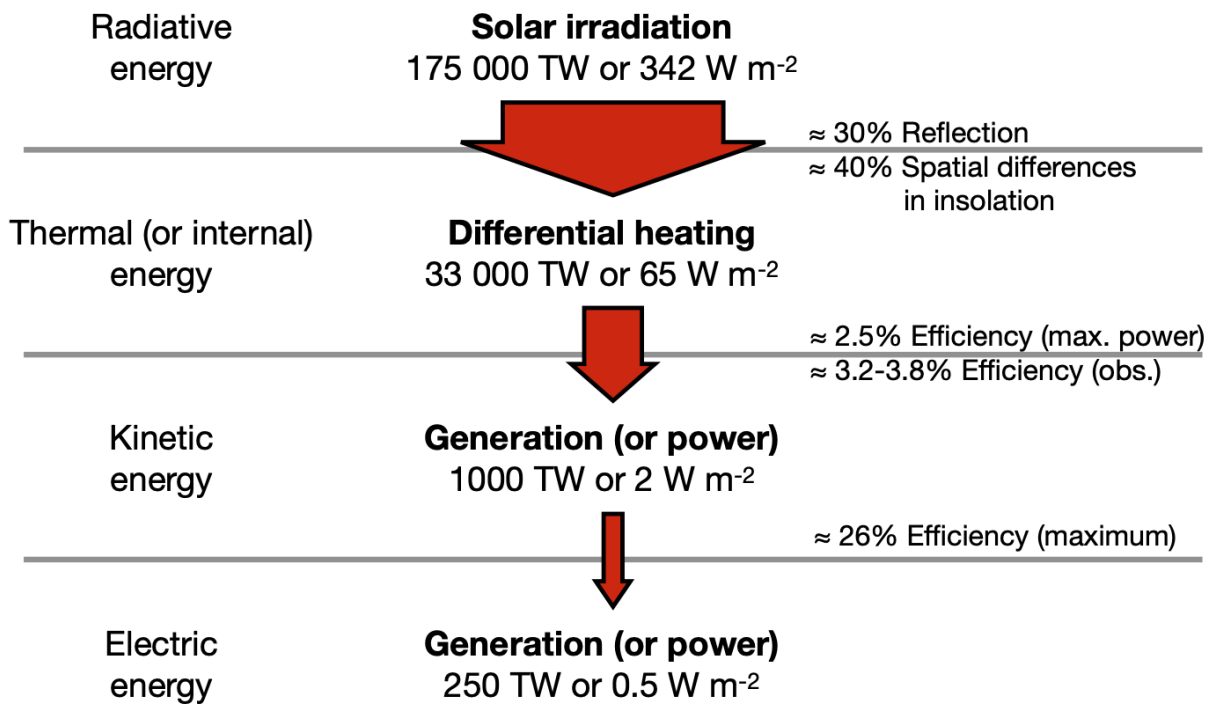 Radiative
energy
Solar irradiation
175 000 TW or 342 W m-2
≈ 30% Reflection
≈ 40% Spatial differences
in insolation
Thermal (or internal)
energy
Differential heating
33 000 TW or 65 W m-2
≈ 2.5% Efficiency (max. power)
≈ 3.2-3.8% Efficiency (obs.)
Kinetic
energy
Generation (or power)
1000 TW or 2 W m-2
≈ 26% Efficiency (maximum)
Electric
energy
Generation (or power)
250 TW or 0.5 W m-2